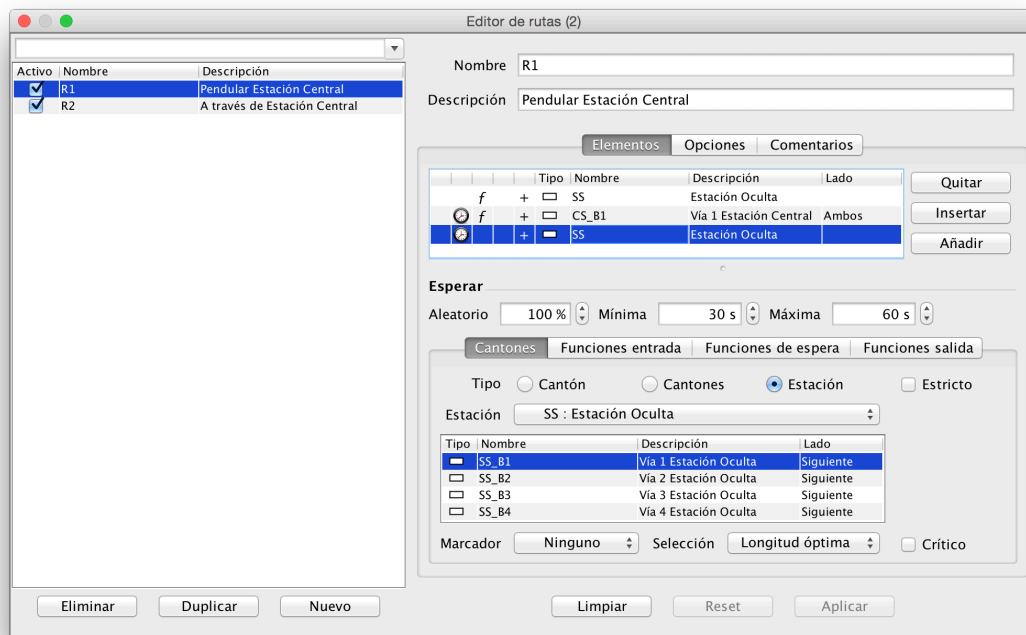 Editor de rutas (2)
Activo Nombre Descripción
R1 Pendular Estación Central
R2 A través de Estación Central
Nombre R1
Descripción Pendular Estación Central
Elementos Opciones Comentarios
Tipo Nombre Descripción Lado
f + SS Estación Oculta
f + CS_B1 Vía 1 Estación Central Ambos
+ SS Estación Oculta
Quitar
Insertar
Añadir
Esperar
Aleatorio 100 % Mínima 30 s Máxima 60 s
Cantones Funciones entrada Funciones de espera Funciones salida
Tipo Cantón Cantones Estación Estricto
Estación SS : Estación Oculta
Tipo Nombre Descripción Lado
SS_B1 Vía 1 Estación Oculta Siguiente
SS_B2 Vía 2 Estación Oculta Siguiente
SS_B3 Vía 3 Estación Oculta Siguiente
SS_B4 Vía 4 Estación Oculta Siguiente
Marcador Ninguno Selección Longitud óptima Crítico
Eliminar Duplicar Nuevo Limpiar Reset Aplicar